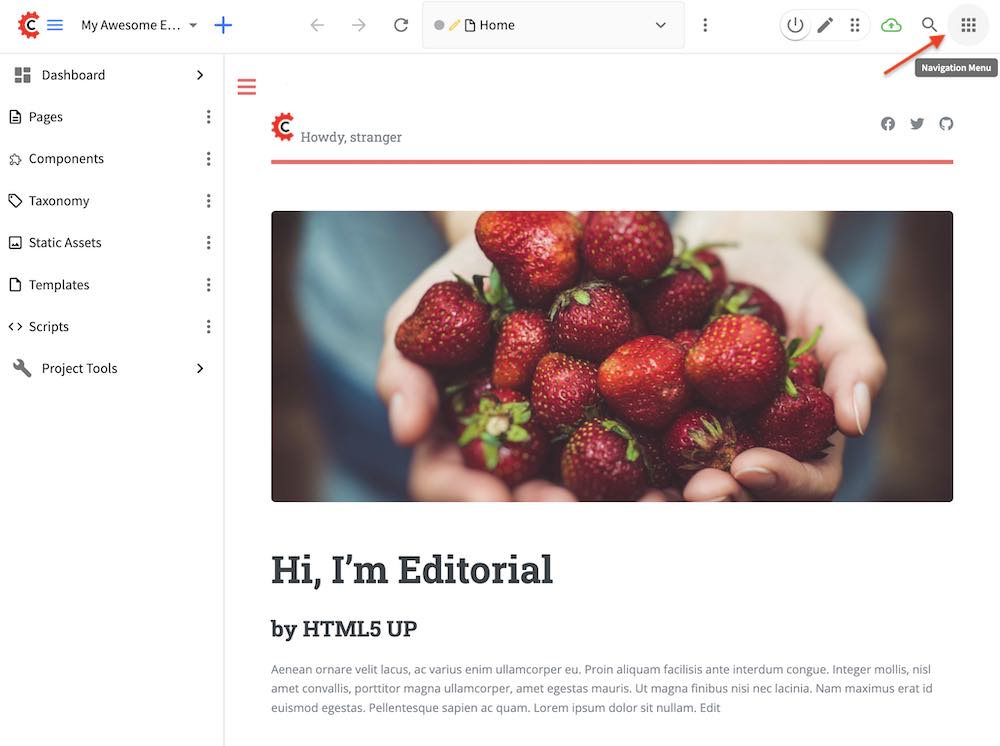 My Awesome E...
Home
Navigation Menu
Dashboard
Pages
Components
Taxonomy
Static Assets
Templates
Scripts
Project Tools
Howdy, stranger
Hi, I’m Editorial
by HTML5 UP
Aenean ornare velit lacus, ac varius enim ullamcorper eu. Proin aliquam facilisis ante interdum congue. Integer mollis, nisl
amet convallis, porttitor magna ullamcorper, amet egestas mauris. Ut magna finibus nisi nec lacinia. Nam maximus erat id
euismod egestas. Pellentesque sapien ac quam. Lorem ipsum dolor sit nullam. Edit